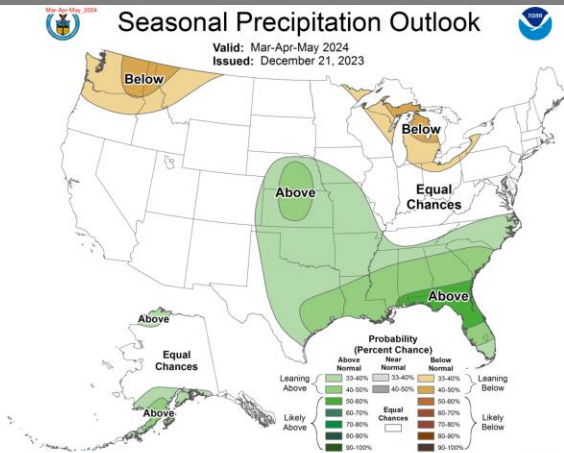 Mar-Apr-May 2024
Seasonal Precipitation Outlook
noaa
Valid: Mar-Apr-May 2024
Issued: December 21, 2023
Below
Below
Above
Equal
Chances
Above
Above
Equal
Chances
Above
Probability
(Percent Chance)
Above Normal
Near Normal
Below Normal
Leaning Above
33-40%
33-40%
33-40%
Leaning Below
40-50%
40-50%
40-50%
Likely Above
50-60%
60-70%
70-80%
80-90%
90-100%
Equal Chances
50-60%
60-70%
70-80%
80-90%
90-100%
Likely Below